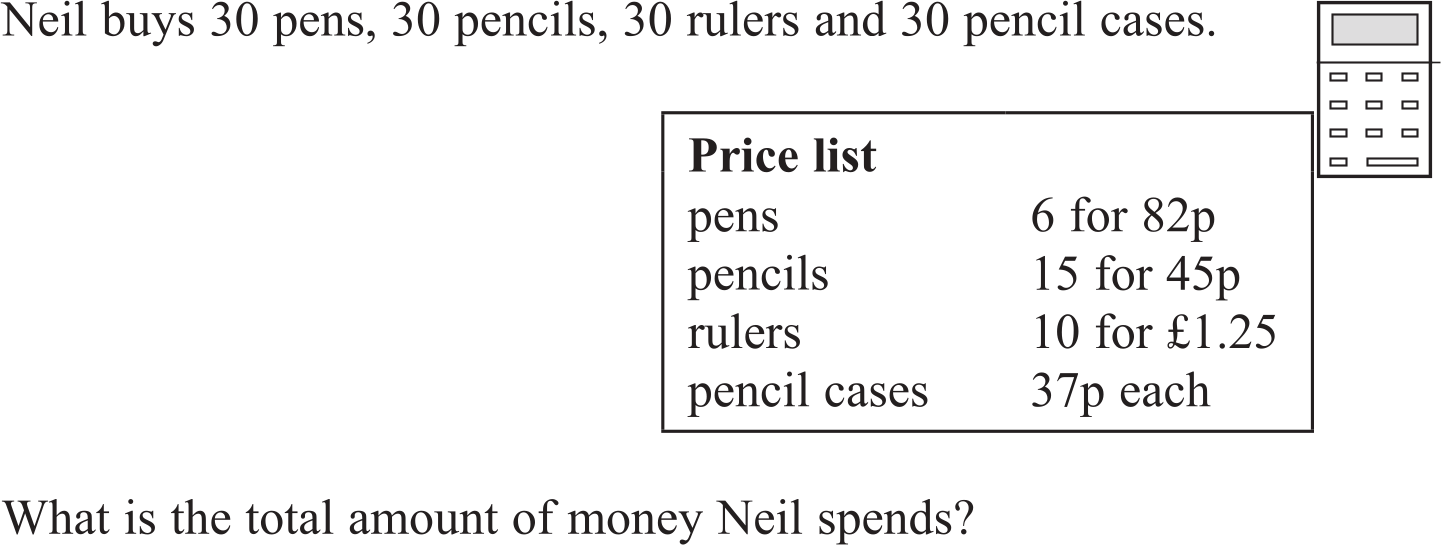 Neil buys 30 pens, 30 pencils, 30 rulers and 30 pencil cases.
Price list
pens 6 for 82p
pencils 15 for 45p
rulers 10 for £1.25
pencil cases 37p each
What is the total amount of money Neil spends?